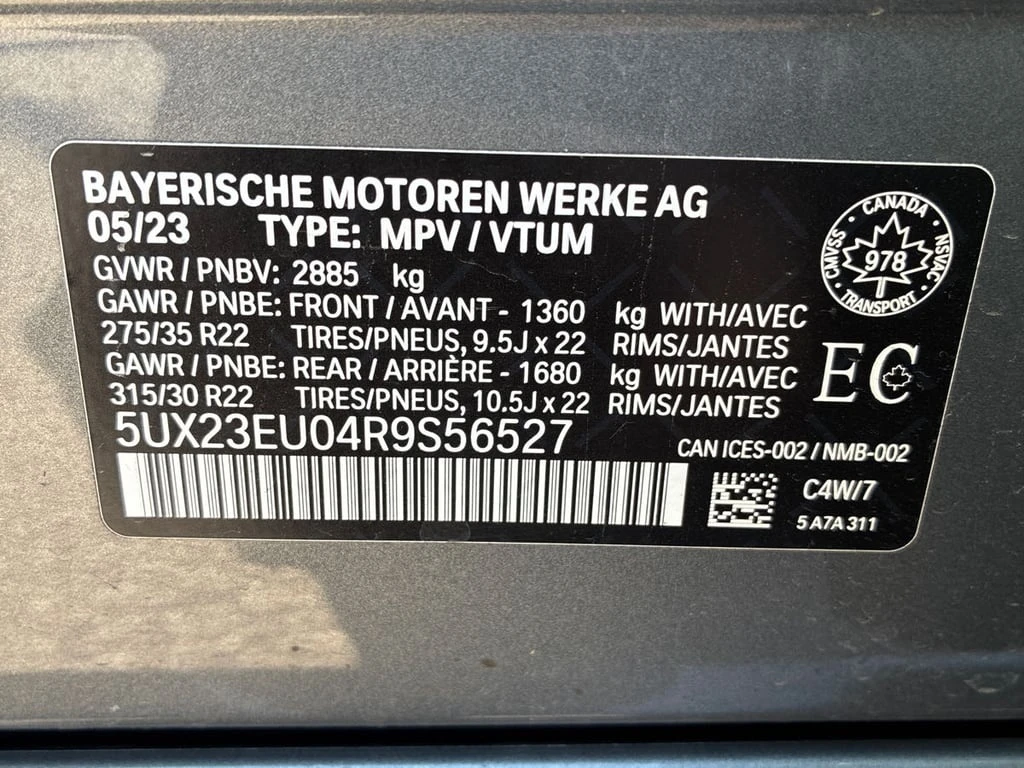 BAYERISCHE MOTOREN WERKE AG
05/23 TYPE: MPV / VTUM
GVWR / PNBV: 2885 kg
GAWR / PNBE: FRONT / AVANT - 1360 kg WITH/AVEC
275/35 R22 TIRES/PNEUS, 9.5J x 22 RIMS/JANTES
GAWR / PNBE: REAR / ARRIÈRE - 1680 kg WITH/AVEC
315/30 R22 TIRES/PNEUS, 10.5J x 22 RIMS/JANTES
5UX23EU04R9S56527
CANADA
CMVSS
978
NSVAC
TRANSPORT
EC
CAN ICES-002 / NMB-002
C4W/7
5 A7A 311